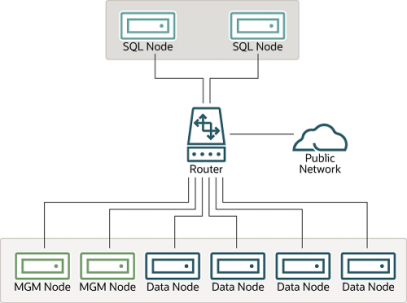 SQL Node
SQL Node
Router
Public
Network
MGM Node
MGM Node
Data Node
Data Node
Data Node
Data Node